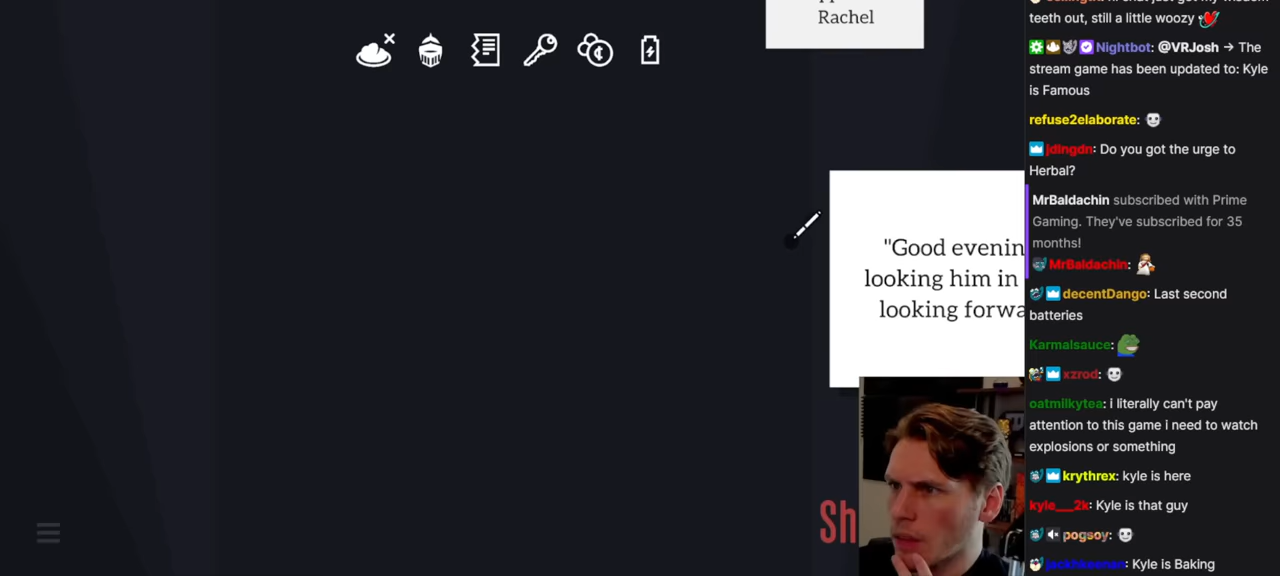 Rachel
"Good evenin
looking him in
looking forwa
Sh
teeth out, still a little woozy
Nightbot: @VRJosh → The
stream game has been updated to: Kyle
is Famous
refuse2elaborate:
jdlngdn: Do you got the urge to
Herbal?
MrBaldachin subscribed with Prime
Gaming. They've subscribed for 35
months!
MrBaldachin:
decentDango: Last second
batteries
Karmalsauce:
xzrod:
oatmilkytea: i literally can't pay
attention to this game i need to watch
explosions or something
krythrex: kyle is here
kyle__2k: Kyle is that guy
pogsoy:
Kyle is Baking